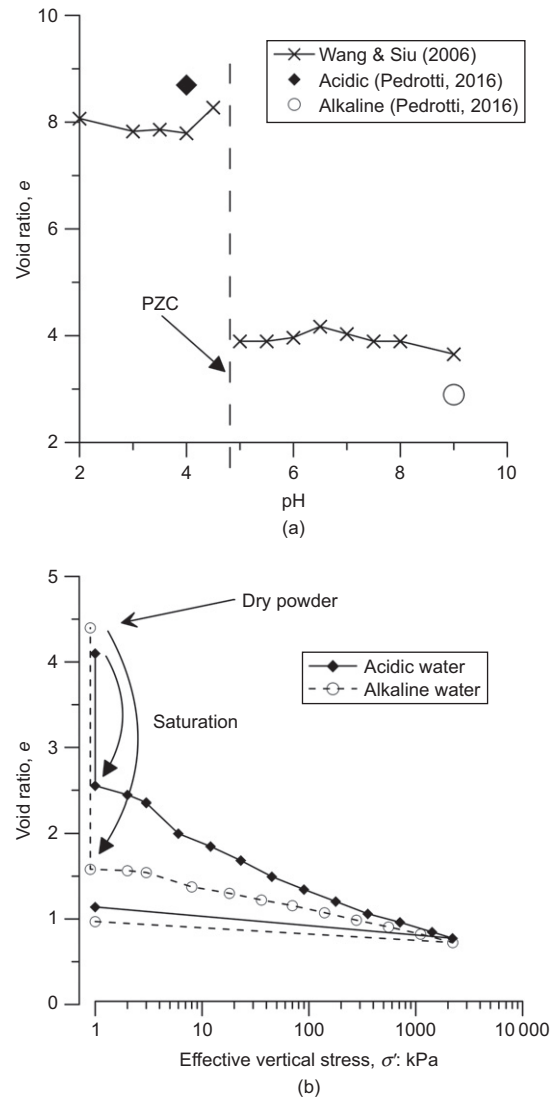 10
Wang & Siu (2006)
Acidic (Pedrotti, 2016)
Alkaline (Pedrotti, 2016)
8
Void ratio, e
6
PZC
4
2
2 4 6 8 10
pH
(a)
5
Dry powder
4
Acidic water
Alkaline water
Saturation
3
Void ratio, e
2
1
0
1 10 100 1000 10 000
Effective vertical stress, σ′: kPa
(b)